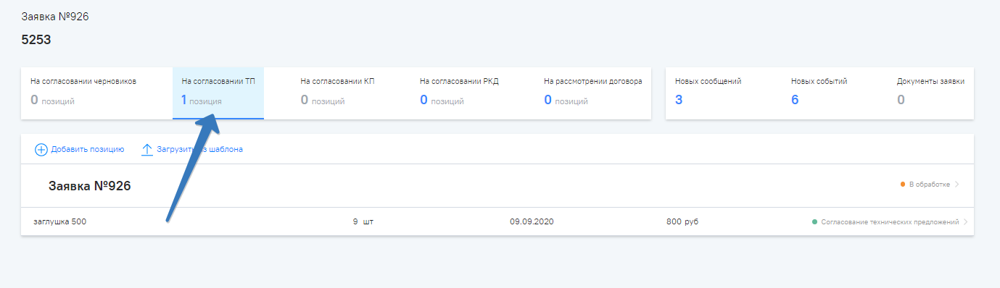 Заявка №926
5253
На согласовании черновиков
0 позиций
На согласовании ТП
1 позиция
На согласовании КП
0 позиций
На согласовании РКД
0 позиций
На рассмотрении договора
0 позиций
Новых сообщений
3
Новых событий
6
Документы заявки
0
Добавить позицию
Загрузить из шаблона
Заявка №926
В обработке
заглушка 500 9 шт 09.09.2020 800 руб Согласование технических предложений